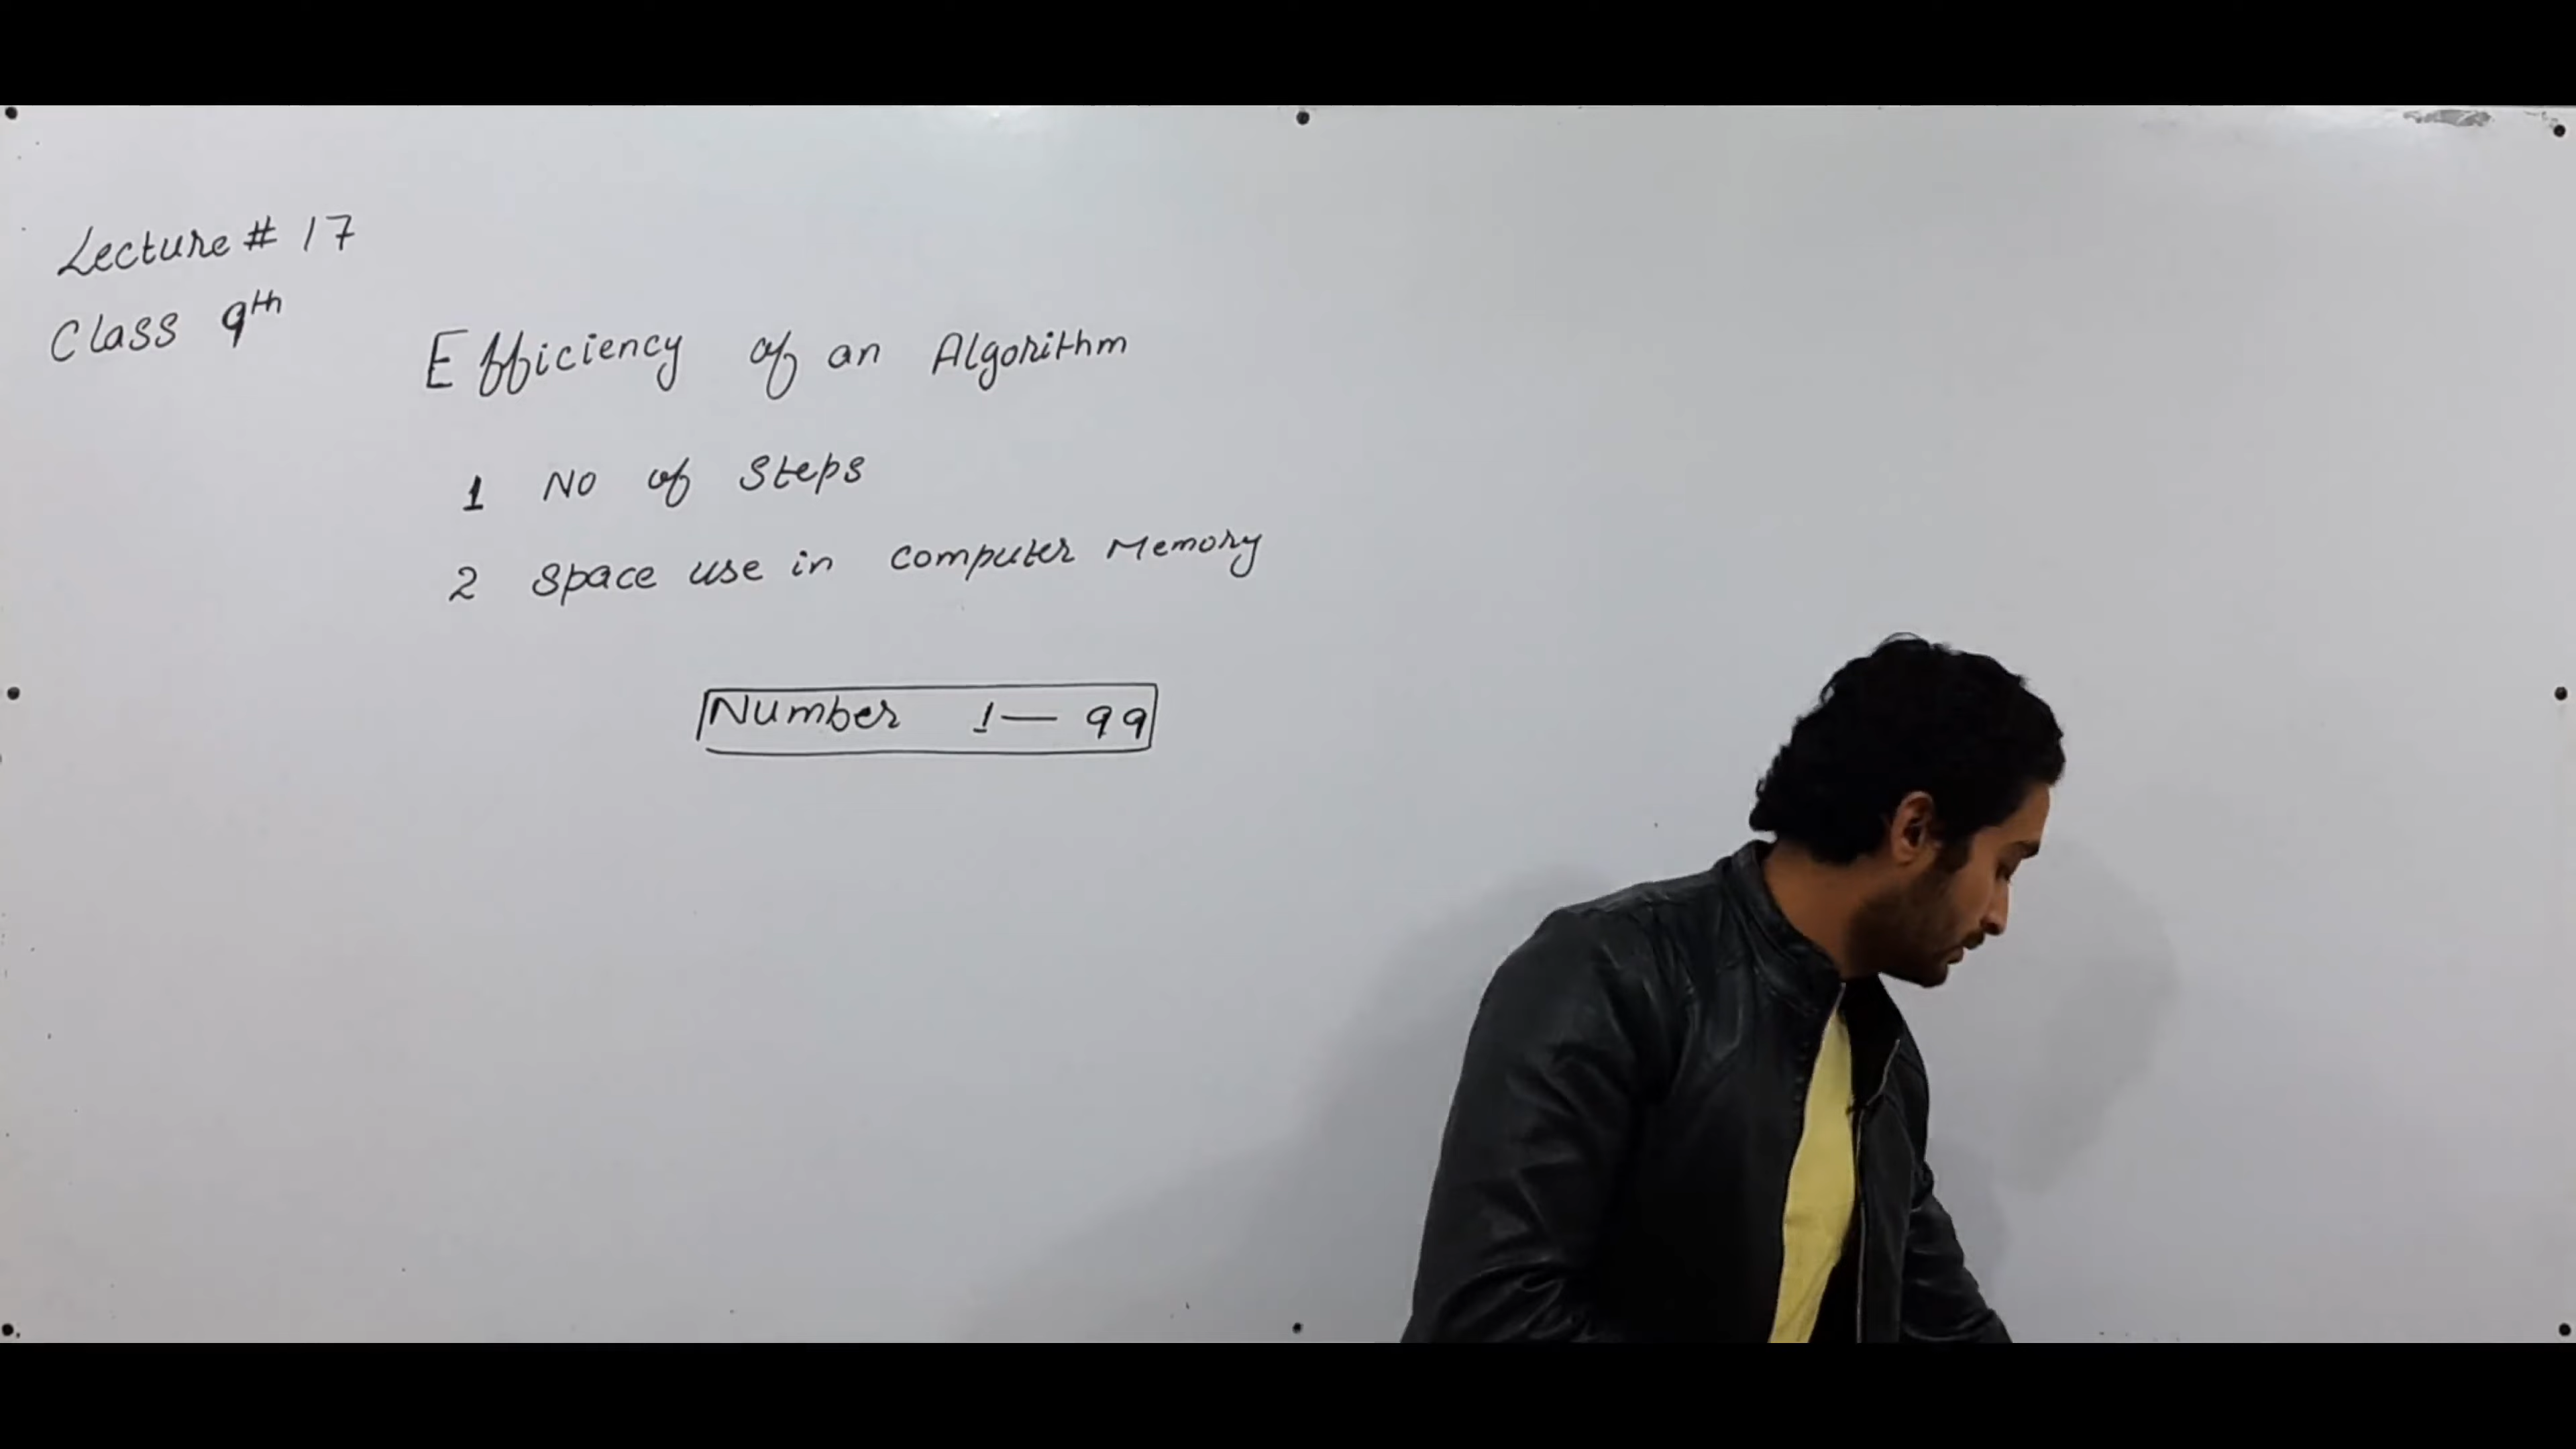 Lecture # 17
Class 9th
Efficiency of an Algorithm
1 No of Steps
2 Space use in computer Memory
Number 1 — 99